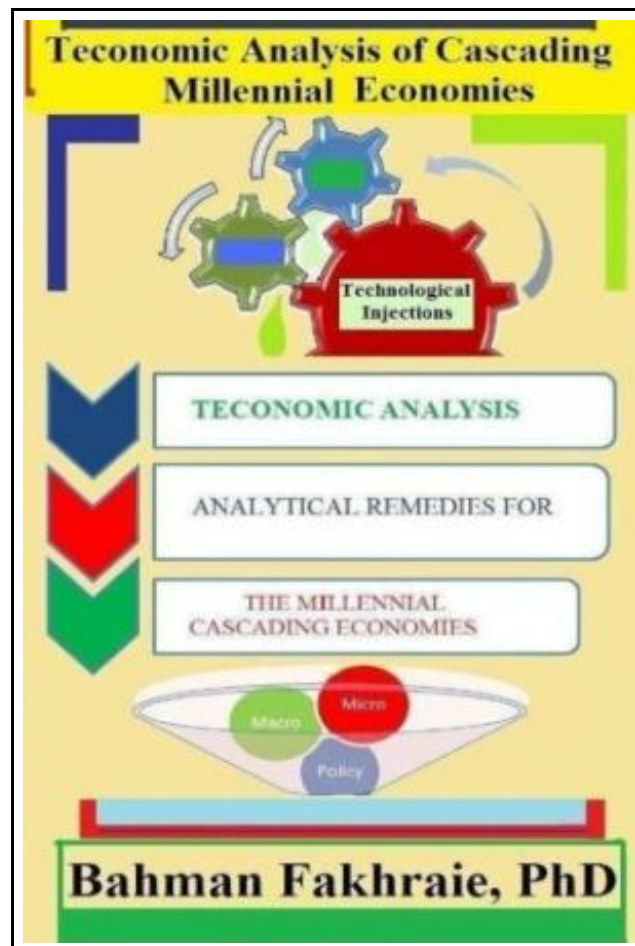 Teconomic Analysis of Cascading
Millennial Economies
Technological
Injections
TECONOMIC ANALYSIS
ANALYTICAL REMEDIES FOR
THE MILLENNIAL
CASCADING ECONOMIES
Micro
Macro
Policy
Bahman Fakhraie, PhD